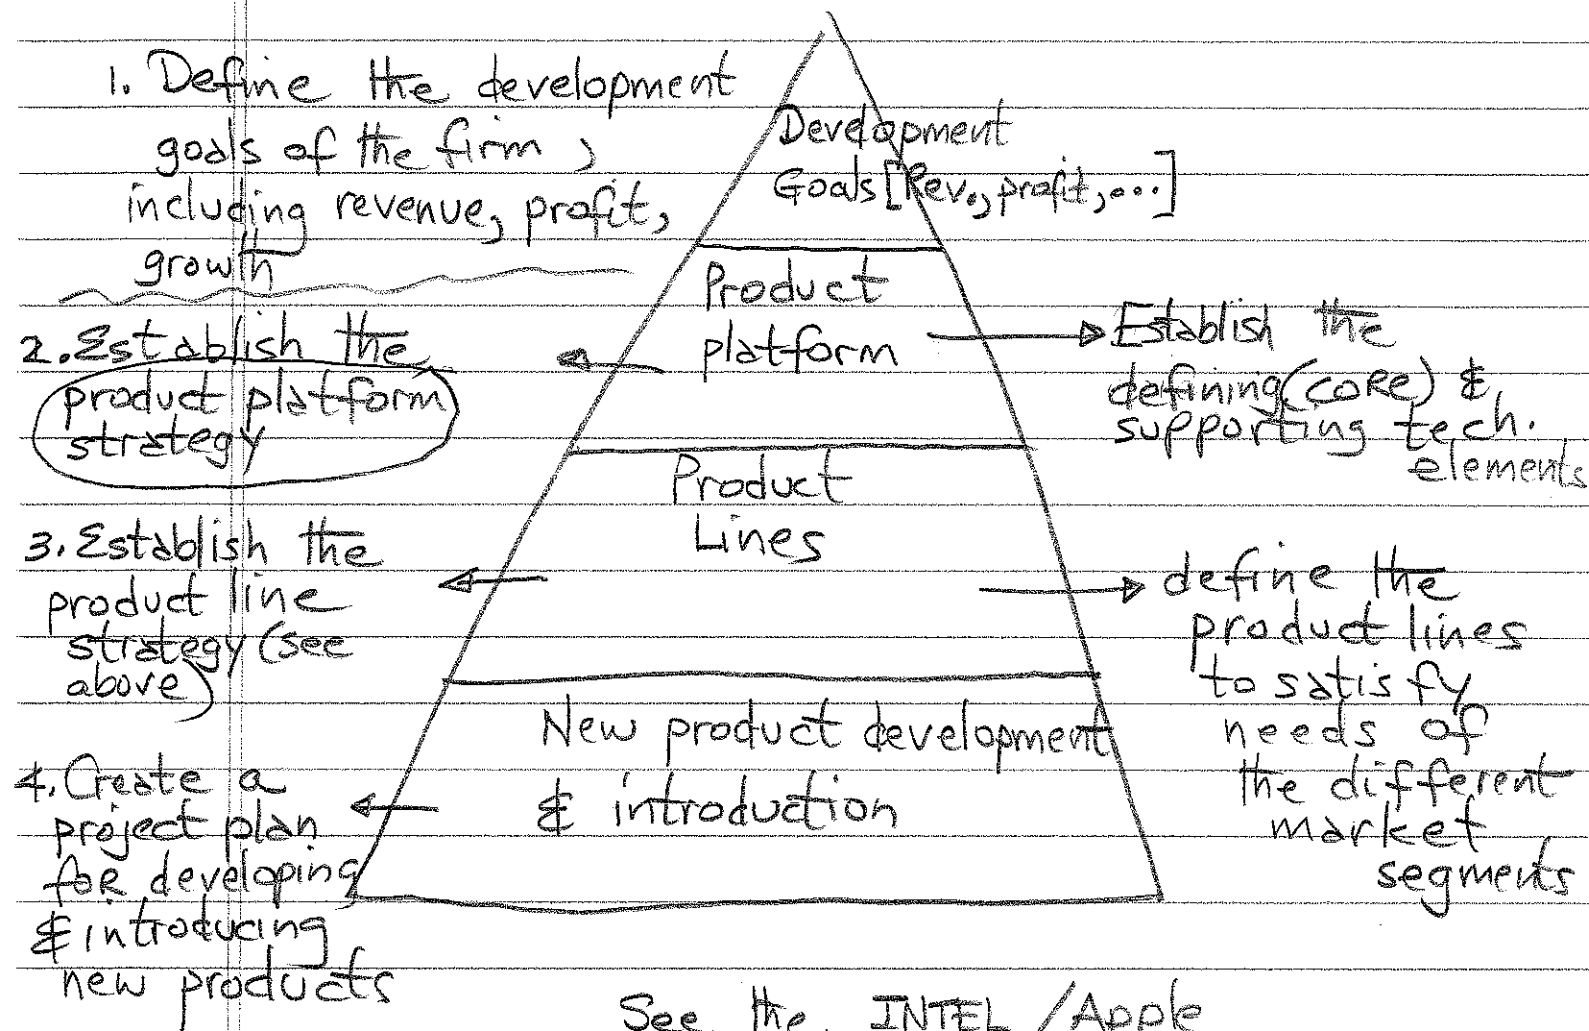 1. Define the development
goals of the firm,
including revenue, profit,
growth
2. Establish the
product platform
strategy
3. Establish the
product line
strategy (see
above)
4. Create a
project plan
for developing
& introducing
new products
Development
Goals [Rev., profit, ...]
Product
platform
Product
Lines
New product development
& introduction
Establish the
defining (CORE) &
supporting tech.
elements
define the
product lines
to satisfy
needs of
the different
market
segments
See the INTEL / Apple